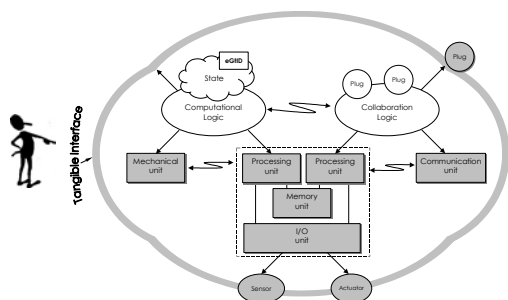 eGtID
State
Plug
Plug
Plug
Computational
Logic
Collaboration
Logic
Tangible Interface
Mechanical
unit
Processing
unit
Processing
unit
Communication
unit
Memory
unit
I/O
unit
Sensor
Actuator